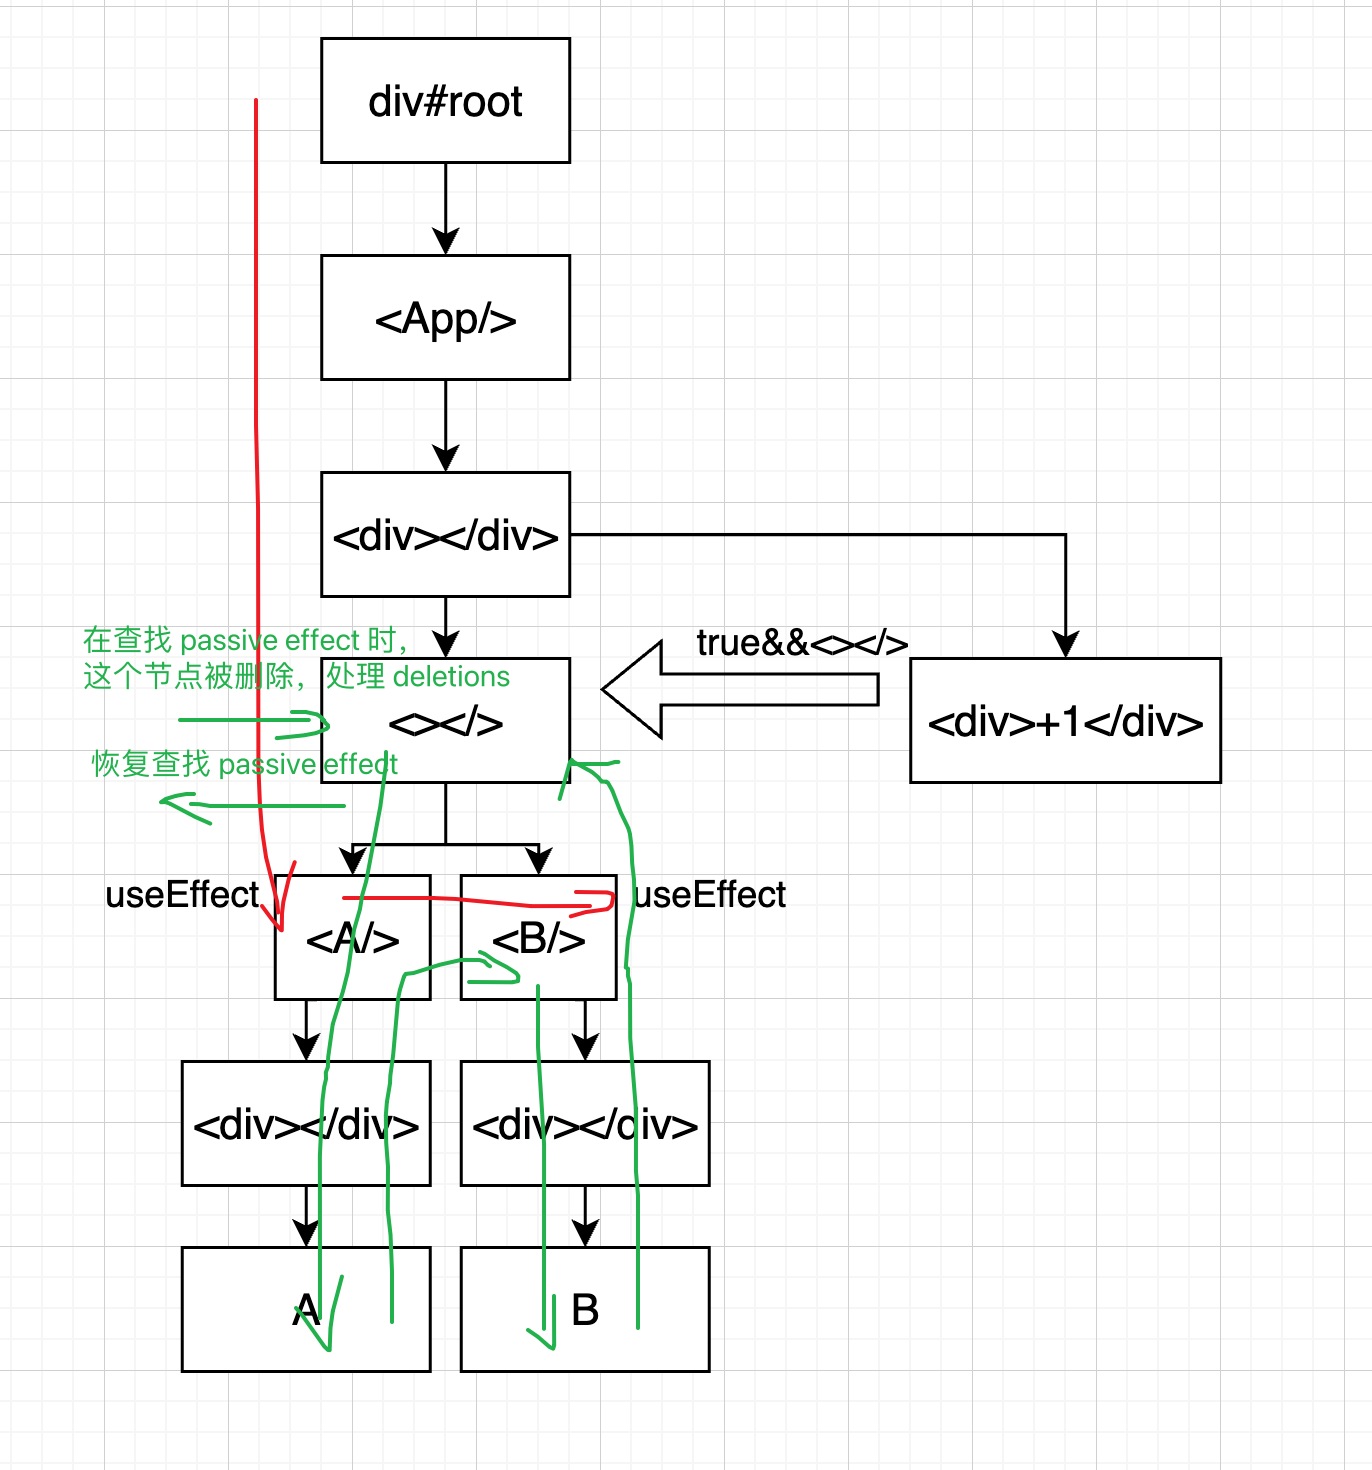 div#root
<App/>
<div></div>
在查找 passive effect 时，
这个节点被删除，处理 deletions
true&&<></>
<></>
<div>+1</div>
恢复查找 passive effect
useEffect
useEffect
<A/>
<B/>
<div></div>
<div></div>
A
B